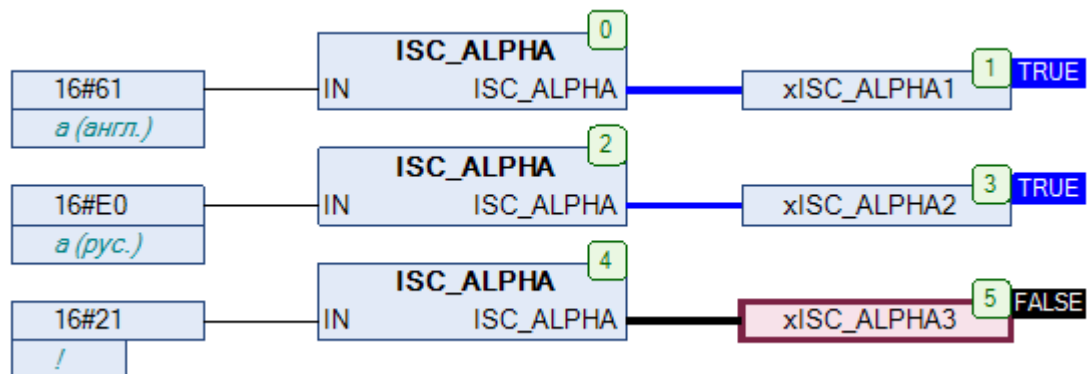 0
ISC_ALPHA
16#61 IN ISC_ALPHA xISC_ALPHA1 1 TRUE
а (англ.)
2
ISC_ALPHA
16#E0 IN ISC_ALPHA xISC_ALPHA2 3 TRUE
а (рус.)
4
ISC_ALPHA
16#21 IN ISC_ALPHA xISC_ALPHA3 5 FALSE
!